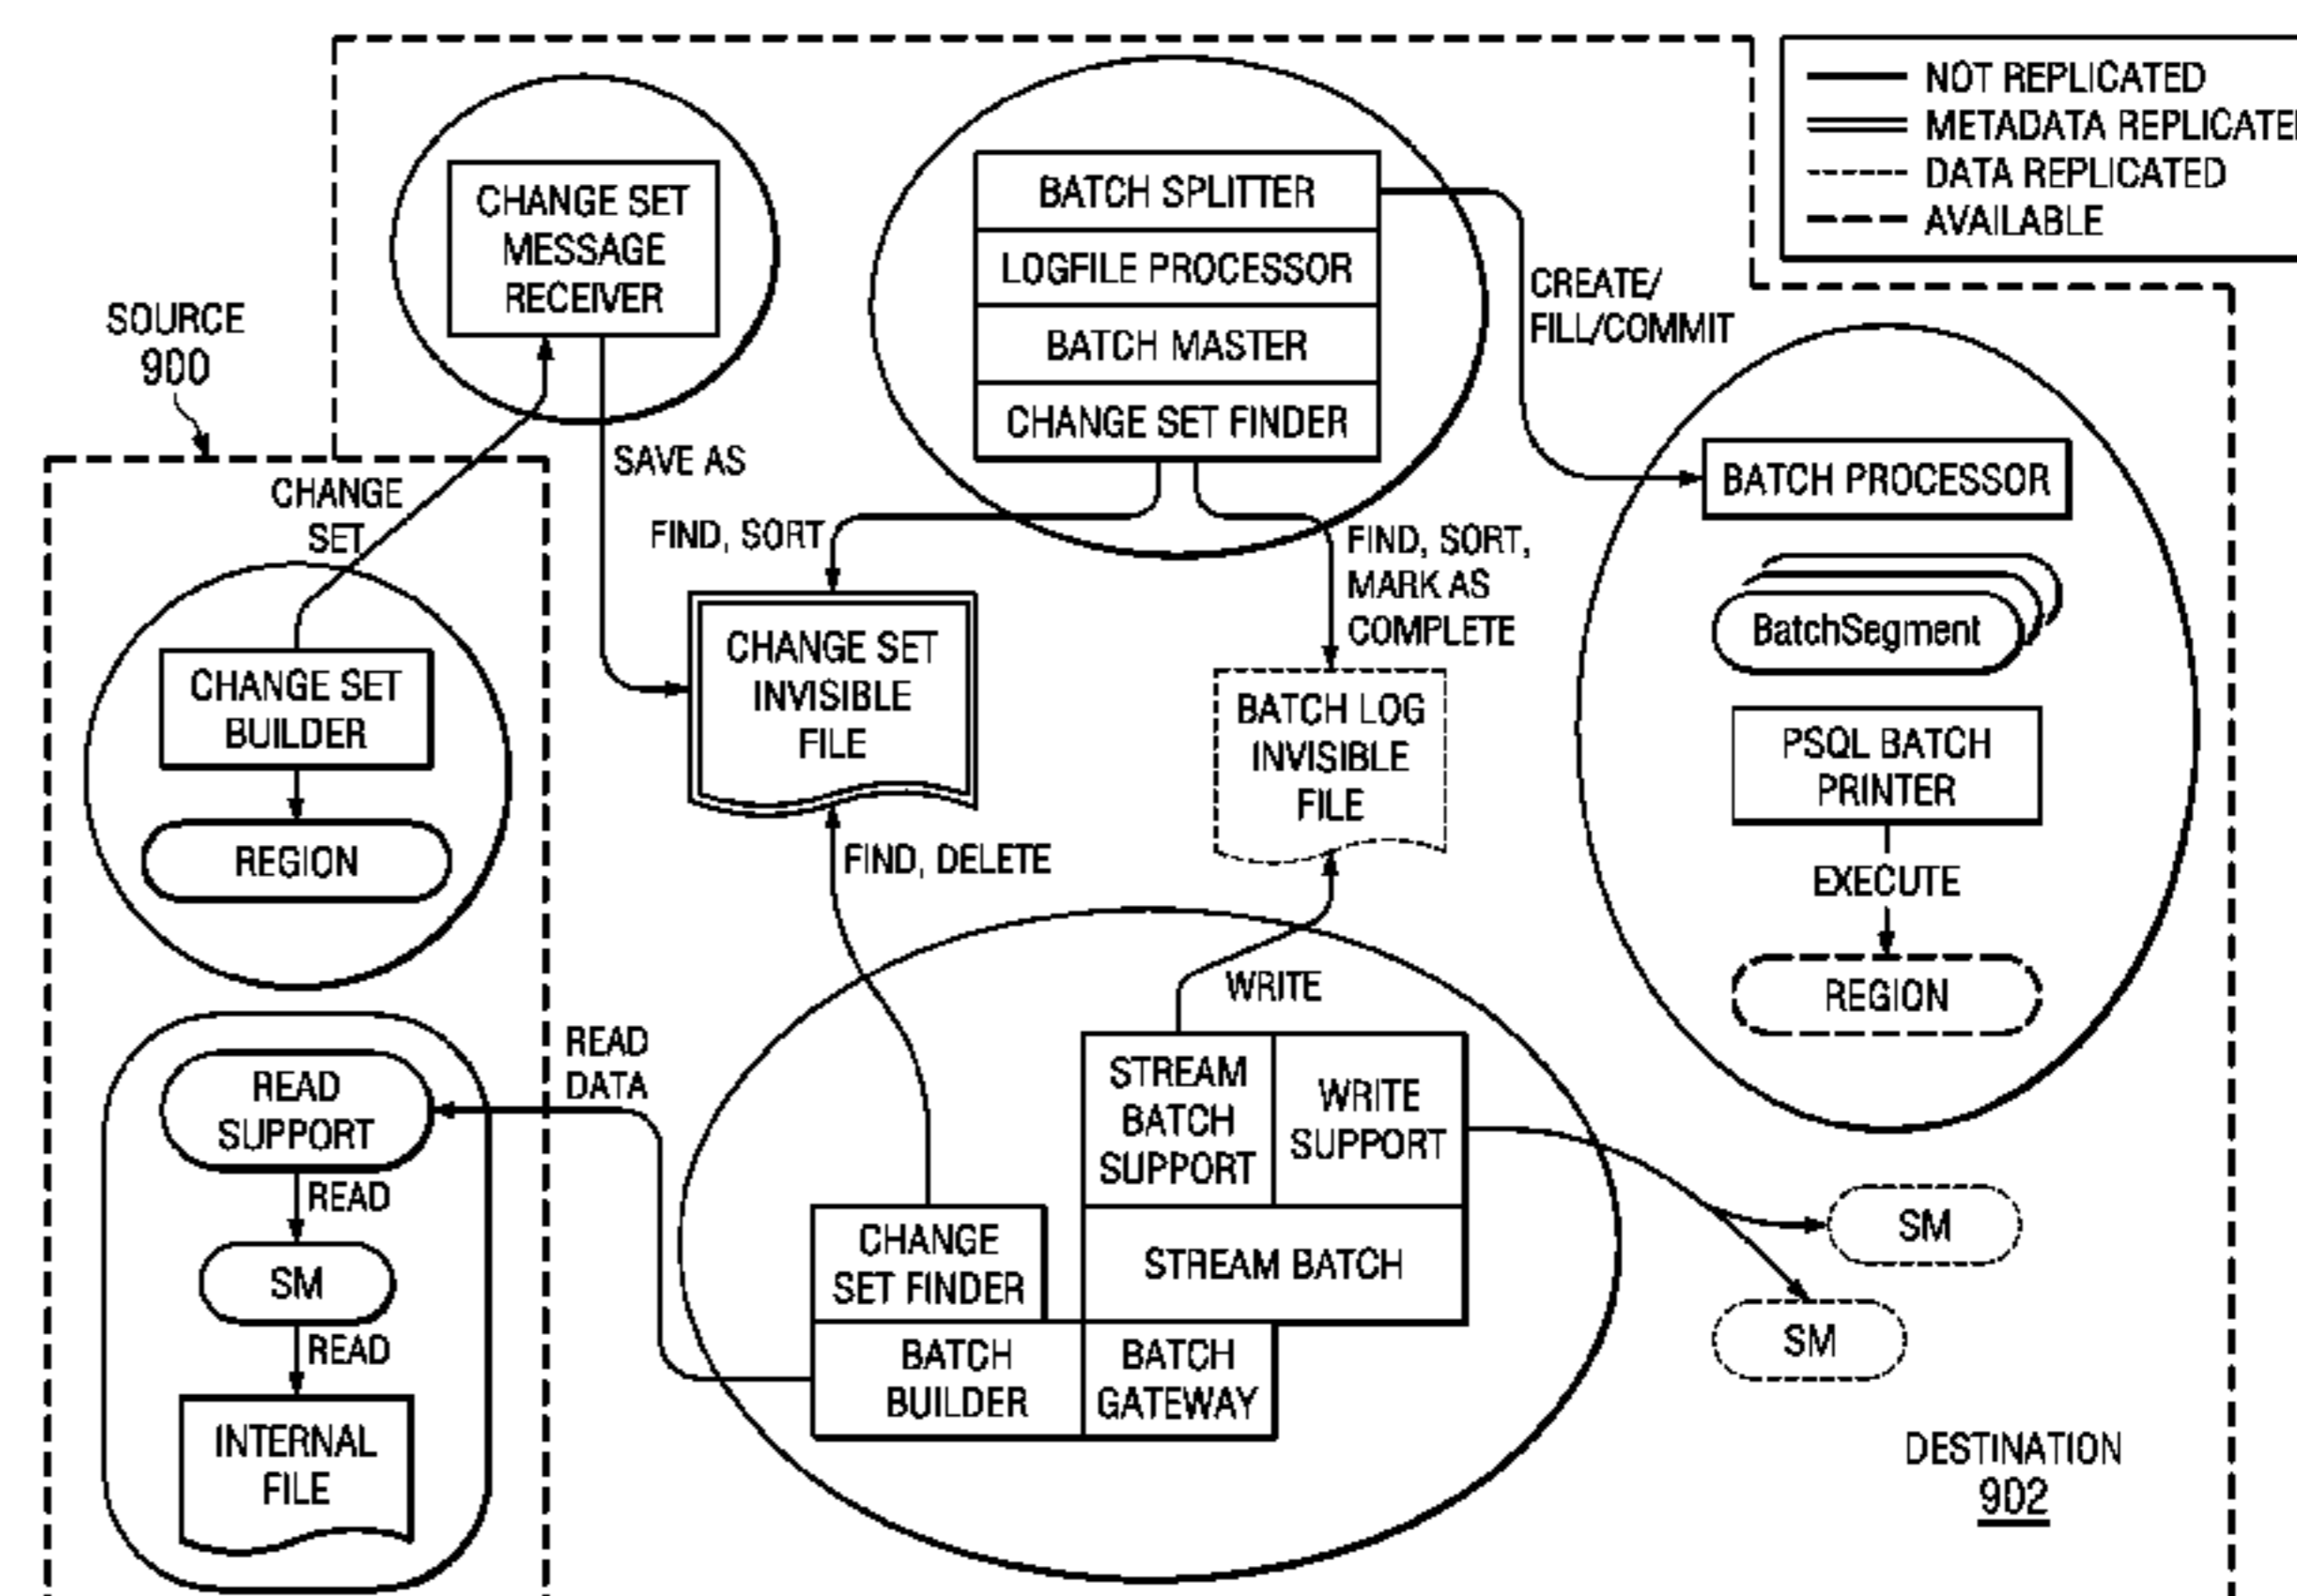 NOT REPLICATED
METADATA REPLICATE
DATA REPLICATED
AVAILABLE
CHANGE SET
MESSAGE
RECEIVER
BATCH SPLITTER
LOGFILE PROCESSOR
BATCH MASTER
CHANGE SET FINDER
CREATE/
FILL/COMMIT
SOURCE
900
CHANGE
SET
SAVE AS
FIND, SORT
FIND, SORT,
MARK AS
COMPLETE
BATCH PROCESSOR
BatchSegment
PSQL BATCH
PRINTER
EXECUTE
REGION
CHANGE SET
BUILDER
REGION
CHANGE SET
INVISIBLE
FILE
BATCH LOG
INVISIBLE
FILE
FIND, DELETE
WRITE
READ
DATA
READ
SUPPORT
READ
SM
READ
INTERNAL
FILE
STREAM
BATCH
SUPPORT
WRITE
SUPPORT
CHANGE
SET FINDER
STREAM BATCH
BATCH
BUILDER
BATCH
GATEWAY
SM
SM
DESTINATION
902